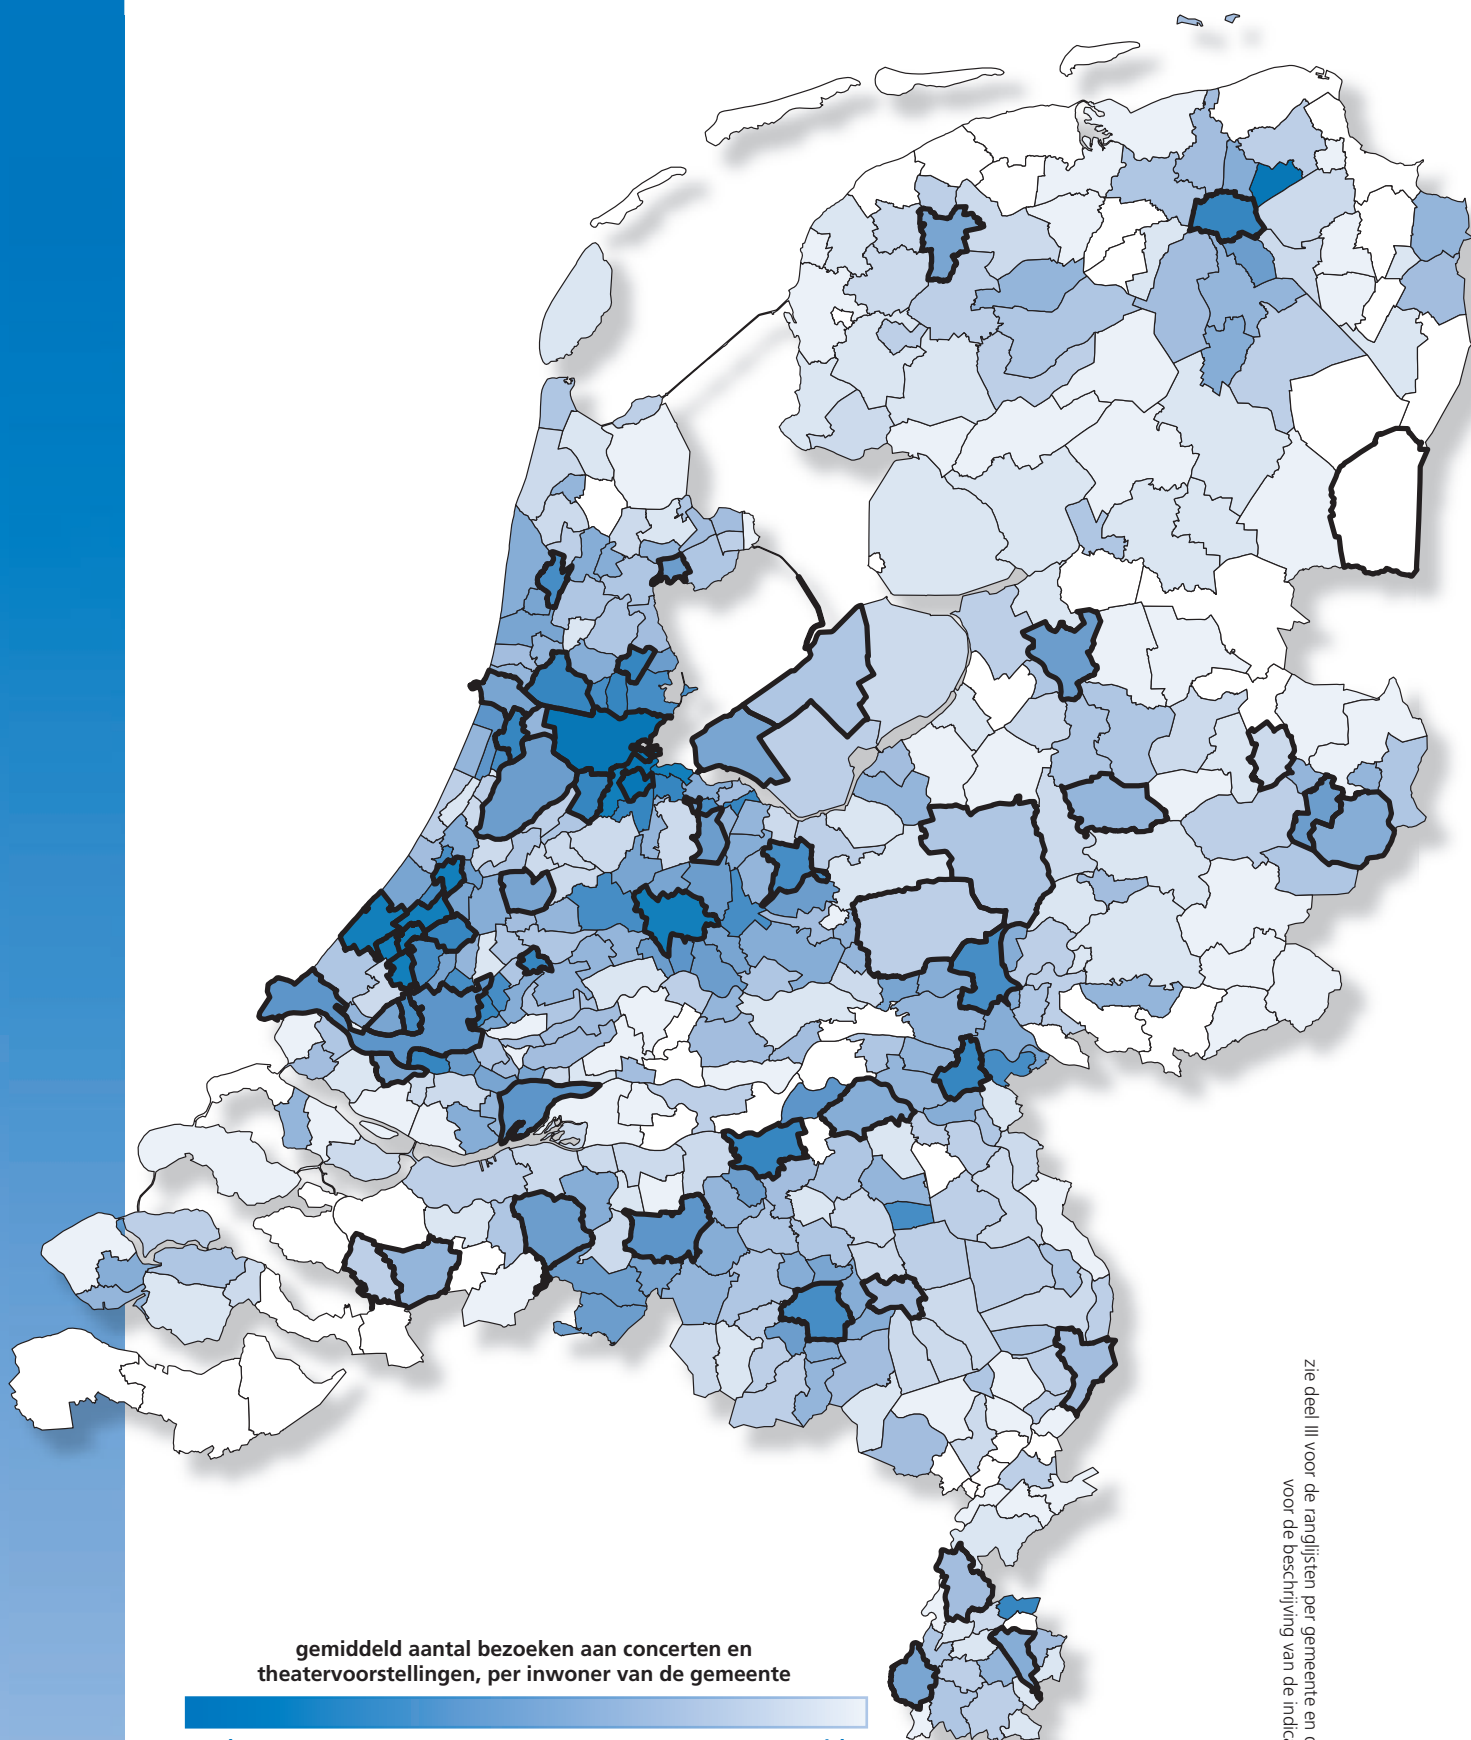 zie deel III voor de ranglijsten per gemeente en
voor de beschrijving van de
gemiddeld aantal bezoeken aan concerten en
theatervoorstellingen, per inwoner van de gemeente